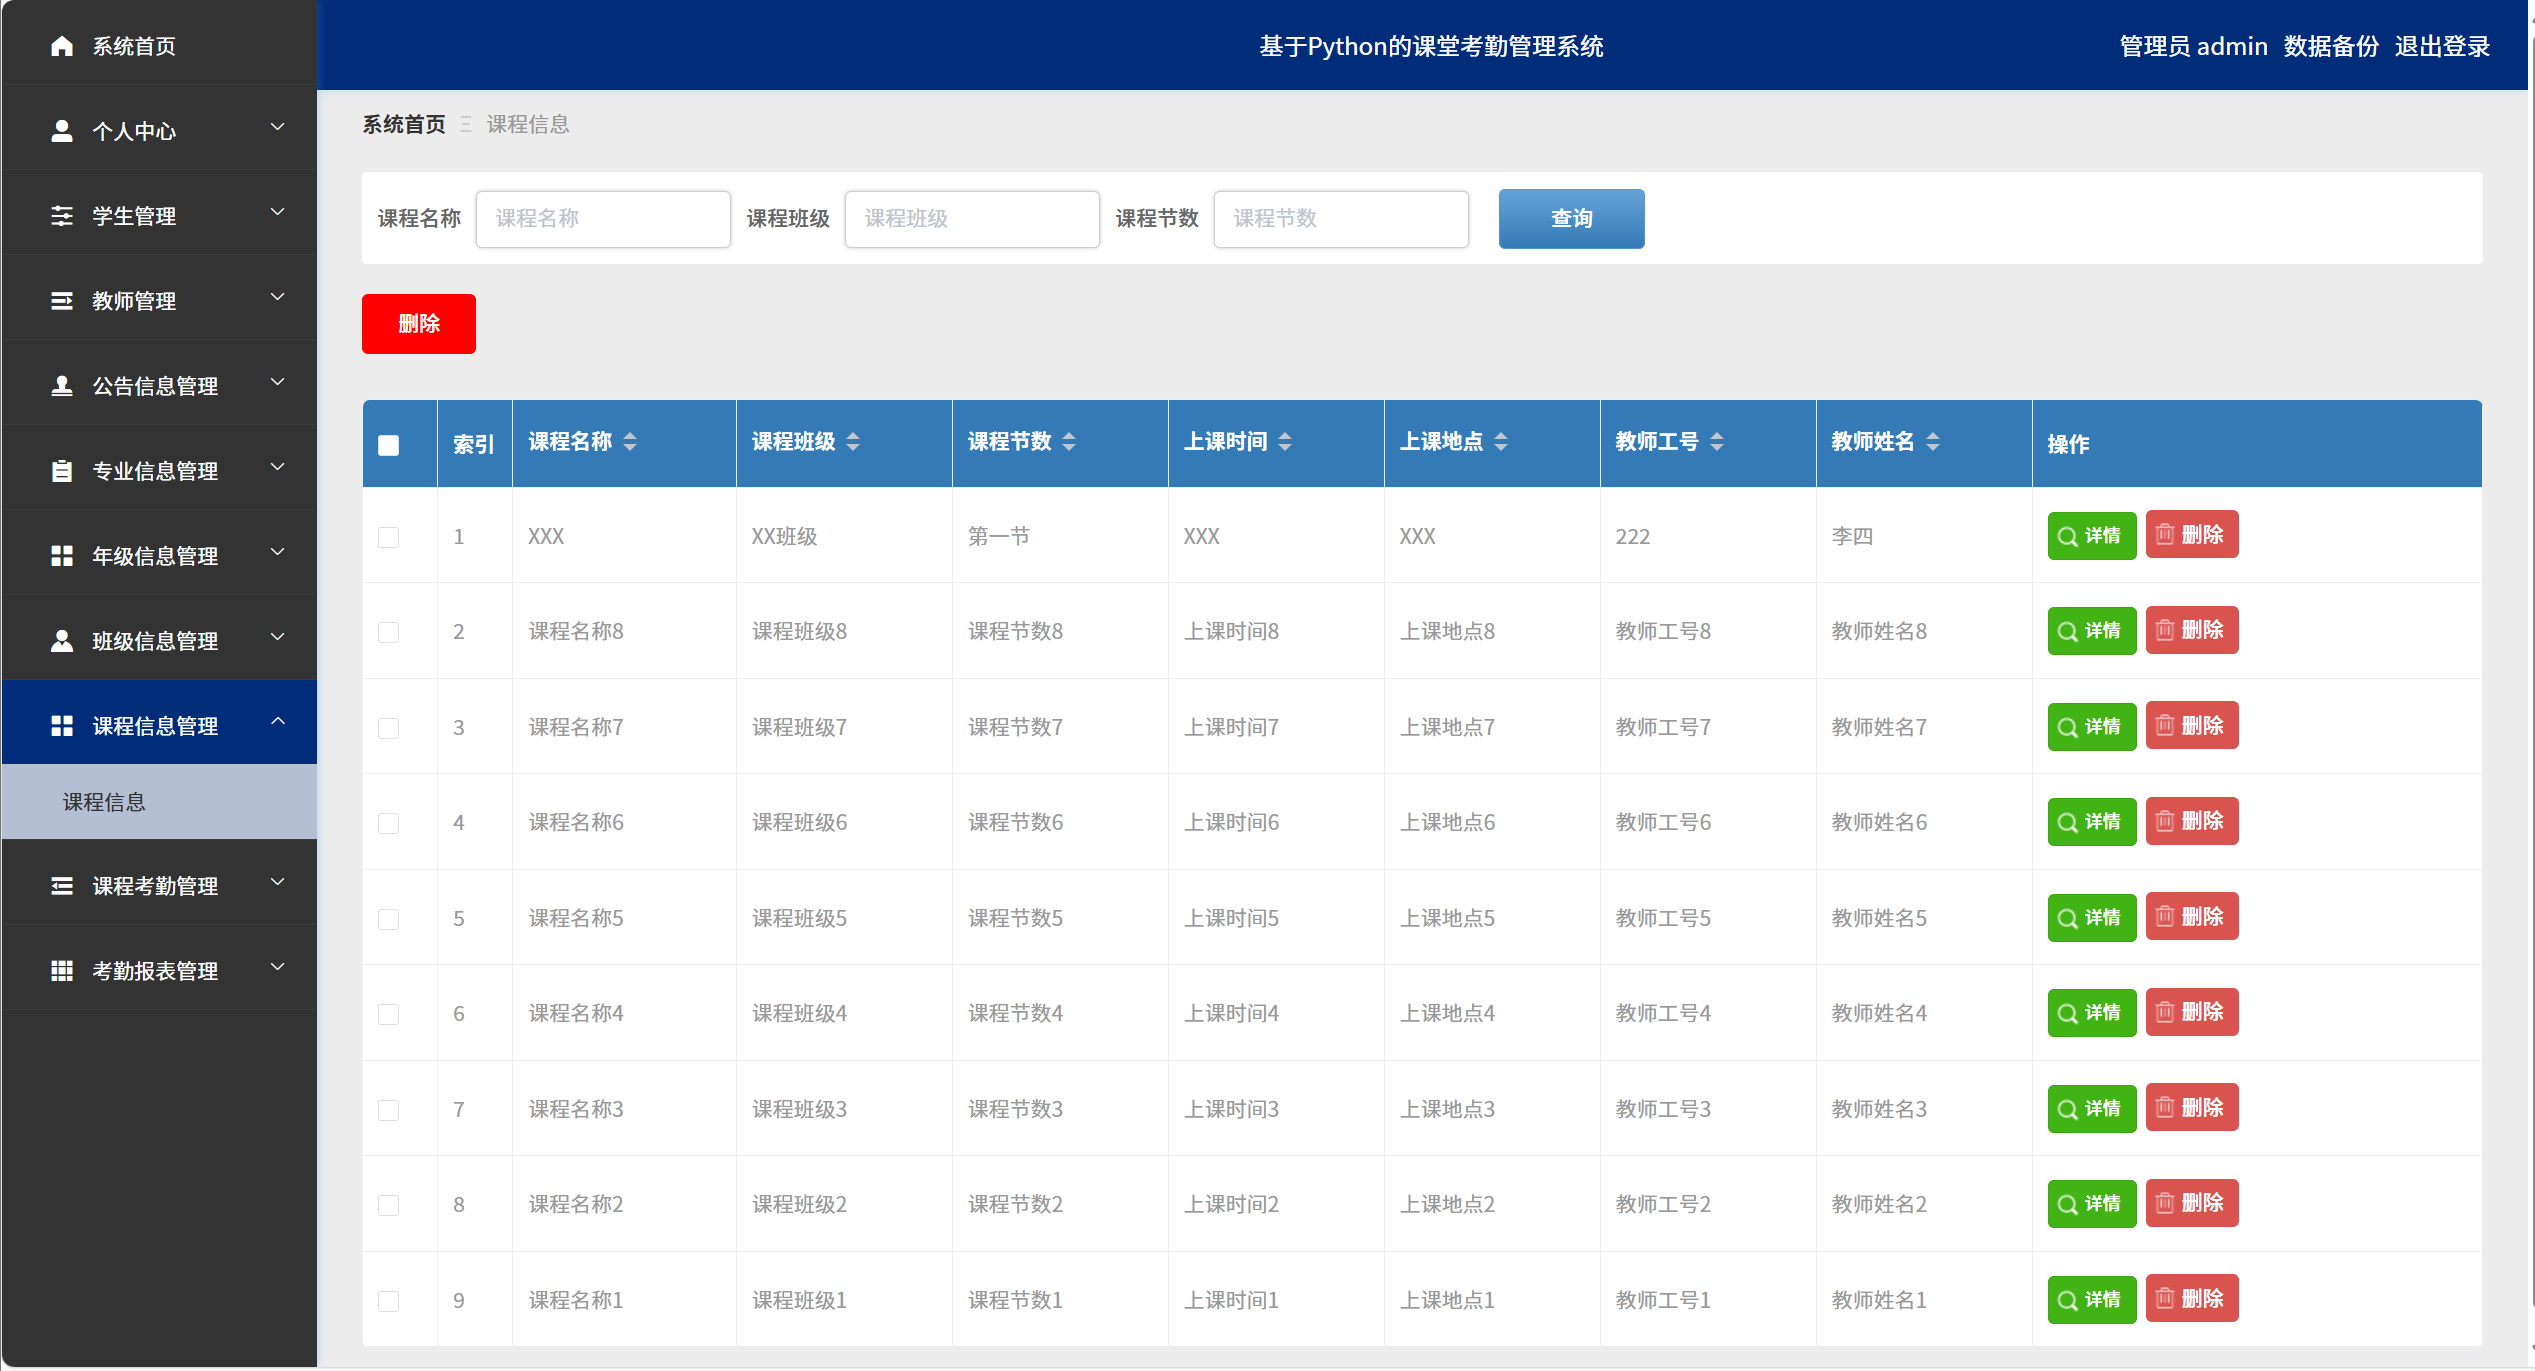 基于Python的课堂考勤管理系统
管理员 admin 数据备份 退出登录
系统首页
个人中心
学生管理
教师管理
公告信息管理
专业信息管理
年级信息管理
班级信息管理
课程信息管理
课程信息
课程考勤管理
考勤报表管理
系统首页 课程信息
课程名称 课程名称 课程班级 课程班级 课程节数 课程节数 查询
删除
索引 课程名称 课程班级 课程节数 上课时间 上课地点 教师工号 教师姓名 操作
1 XXX XX班级 第一节 XXX XXX 222 李四 详情 删除
2 课程名称8 课程班级8 课程节数8 上课时间8 上课地点8 教师工号8 教师姓名8 详情 删除
3 课程名称7 课程班级7 课程节数7 上课时间7 上课地点7 教师工号7 教师姓名7 详情 删除
4 课程名称6 课程班级6 课程节数6 上课时间6 上课地点6 教师工号6 教师姓名6 详情 删除
5 课程名称5 课程班级5 课程节数5 上课时间5 上课地点5 教师工号5 教师姓名5 详情 删除
6 课程名称4 课程班级4 课程节数4 上课时间4 上课地点4 教师工号4 教师姓名4 详情 删除
7 课程名称3 课程班级3 课程节数3 上课时间3 上课地点3 教师工号3 教师姓名3 详情 删除
8 课程名称2 课程班级2 课程节数2 上课时间2 上课地点2 教师工号2 教师姓名2 详情 删除
9 课程名称1 课程班级1 课程节数1 上课时间1 上课地点1 教师工号1 教师姓名1 详情 删除